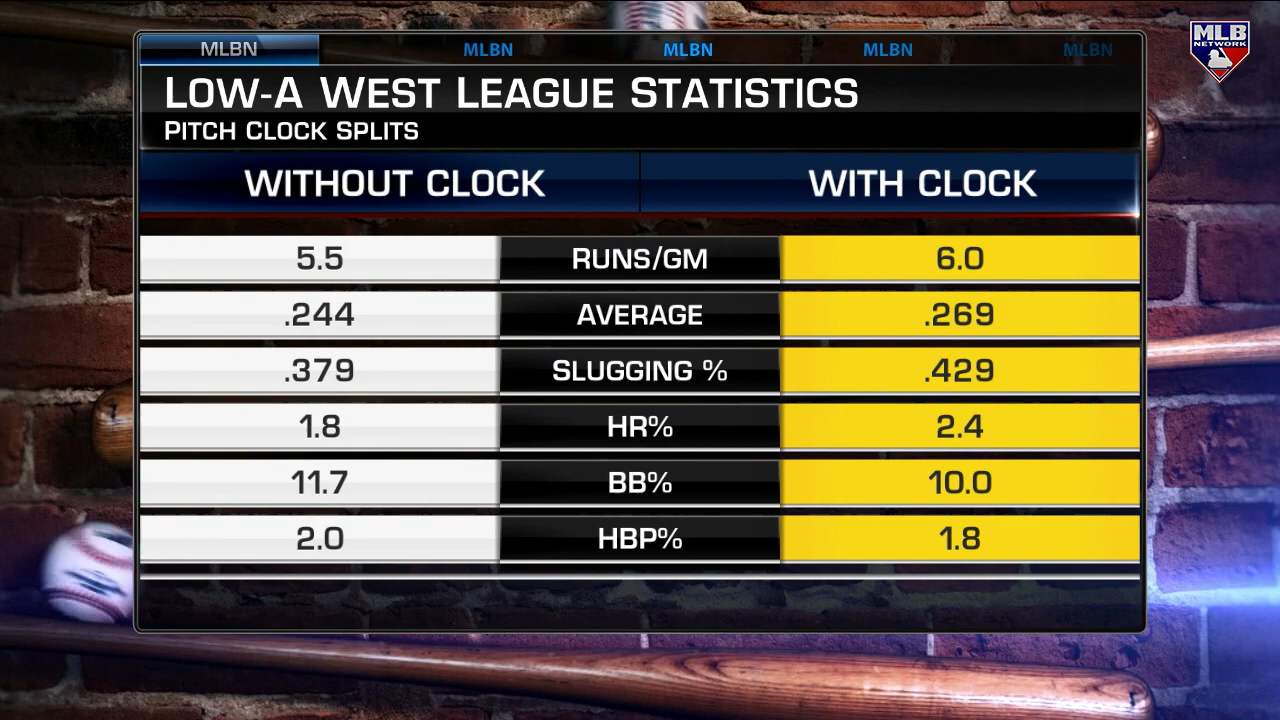 MLBN MLBN MLBN MLBN MLBN
MLB
NETWORK
LOW-A WEST LEAGUE STATISTICS
PITCH CLOCK SPLITS
WITHOUT CLOCK WITH CLOCK
5.5 RUNS/GM 6.0
.244 AVERAGE .269
.379 SLUGGING % .429
1.8 HR% 2.4
11.7 BB% 10.0
2.0 HBP% 1.8